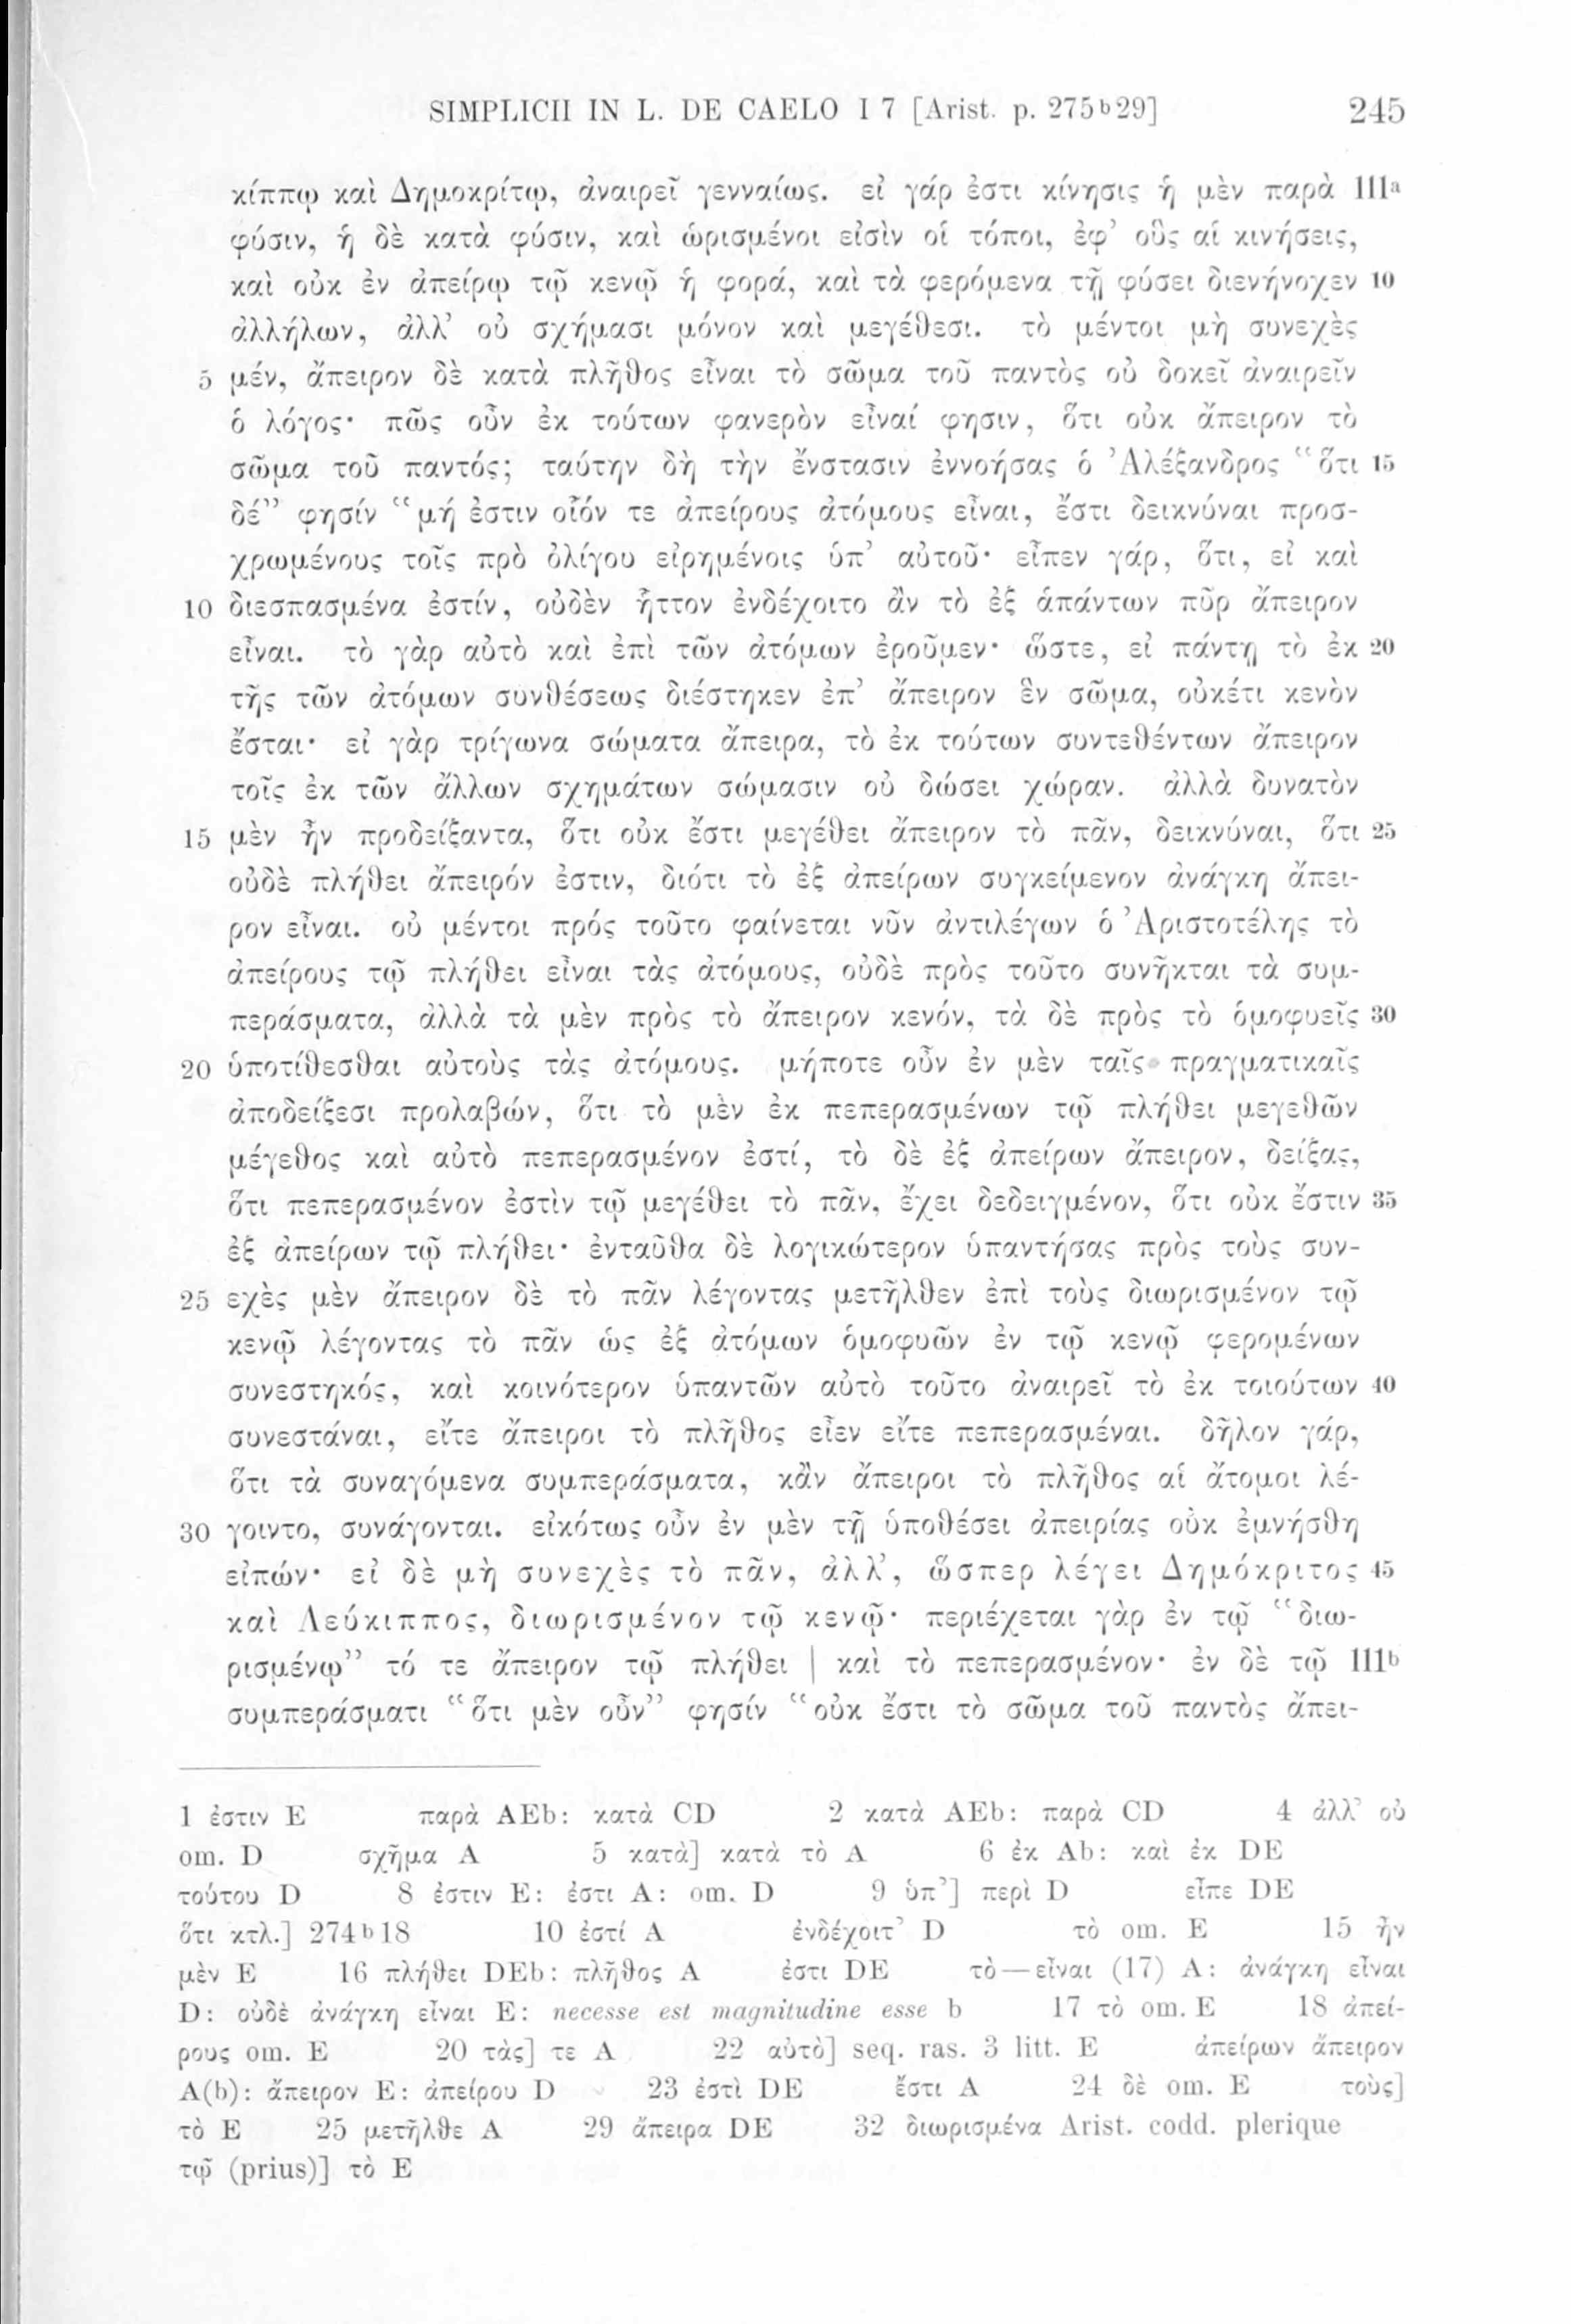 SIMPLICII IN L. DE CAELO I 7 [Arist. p. 275b29] 245
κίππῳ καὶ Δημοκρίτῳ, ἀναιρεῖ γενναίως. εἰ γάρ ἐστι κίνησις ἡ μὲν παρὰ 111a
φύσιν, ἡ δὲ κατὰ φύσιν, καὶ ὡρισμένοι εἰσὶν οἱ τόποι, ἐφ’ οὓς αἱ κινήσεις,
καὶ οὐκ ἐν ἀπείρῳ τῷ κενῷ ἡ φορά, καὶ τὰ φερόμενα τῇ φύσει διενήνοχεν 10
ἀλλήλων, ἀλλ’ οὐ σχήμασι μόνον καὶ μεγέθεσι. τὸ μέντοι μὴ συνεχὲς
5 μέν, ἄπειρον δὲ κατὰ πλῆθος εἶναι τὸ σῶμα τοῦ παντὸς οὐ δοκεῖ ἀναιρεῖν
ὁ λόγος· πῶς οὖν ἐκ τούτων φανερὸν εἶναί φησιν, ὅτι οὐκ ἄπειρον τὸ
σῶμα τοῦ παντός; ταύτην δὴ τὴν ἔνστασιν ἐννοήσας ὁ Ἀλέξανδρος “ὅτι 15
δέ” φησίν “μή ἐστιν οἷόν τε ἀπείρους ἀτόμους εἶναι, ἔστι δεικνύναι προσ-
χρωμένους τοῖς πρὸ ὀλίγου εἰρημένοις ὑπ’ αὐτοῦ· εἶπεν γάρ, ὅτι, εἰ καὶ
10 διεσπασμένα ἐστίν, οὐδὲν ἧττον ἐνδέχοιτο ἂν τὸ ἐξ ἁπάντων πῦρ ἄπειρον
εἶναι. τὸ γὰρ αὐτὸ καὶ ἐπὶ τῶν ἀτόμων ἐροῦμεν· ὥστε, εἰ πάντῃ τὸ ἐκ 20
τῆς τῶν ἀτόμων συνθέσεως διέστηκεν ἐπ’ ἄπειρον ἓν σῶμα, οὐκέτι κενὸν
ἔσται· εἰ γὰρ τρίγωνα σώματα ἄπειρα, τὸ ἐκ τούτων συντεθέντων ἄπειρον
τοῖς ἐκ τῶν ἄλλων σχημάτων σώμασιν οὐ δώσει χώραν. ἀλλὰ δυνατὸν
15 μὲν ἦν προδείξαντα, ὅτι οὐκ ἔστι μεγέθει ἄπειρον τὸ πᾶν, δεικνύναι, ὅτι 25
οὐδὲ πλήθει ἄπειρόν ἐστιν, διότι τὸ ἐξ ἀπείρων συγκείμενον ἀνάγκη ἄπει-
ρον εἶναι. οὐ μέντοι πρός τοῦτο φαίνεται νῦν ἀντιλέγων ὁ Ἀριστοτέλης τὸ
ἀπείρους τῷ πλήθει εἶναι τὰς ἀτόμους, οὐδὲ πρὸς τοῦτο συνῆκται τὰ συμ-
περάσματα, ἀλλὰ τὰ μὲν πρὸς τὸ ἄπειρον κενόν, τὰ δὲ πρὸς τὸ ὁμοφυεῖς 30
20 ὑποτίθεσθαι αὐτοὺς τὰς ἀτόμους. μήποτε οὖν ἐν μὲν ταῖς πραγματικαῖς
ἀποδείξεσι προλαβών, ὅτι τὸ μὲν ἐκ πεπερασμένων τῷ πλήθει μεγεθῶν
μέγεθος καὶ αὐτὸ πεπερασμένον ἐστί, τὸ δὲ ἐξ ἀπείρων ἄπειρον, δείξας,
ὅτι πεπερασμένον ἐστὶν τῷ μεγέθει τὸ πᾶν, ἔχει δεδειγμένον, ὅτι οὐκ ἔστιν 35
ἐξ ἀπείρων τῷ πλήθει· ἐνταῦθα δὲ λογικώτερον ὑπαντήσας πρὸς τοὺς συν-
25 εχὲς μὲν ἄπειρον δὲ τὸ πᾶν λέγοντας μετῆλθεν ἐπὶ τοὺς διωρισμένον τῷ
κενῷ λέγοντας τὸ πᾶν ὡς ἐξ ἀτόμων ὁμοφυῶν ἐν τῷ κενῷ φερομένων
συνεστηκός, καὶ κοινότερον ὑπαντῶν αὐτὸ τοῦτο ἀναιρεῖ τὸ ἐκ τοιούτων 40
συνεστάναι, εἴτε ἄπειροι τὸ πλῆθος εἶεν εἴτε πεπερασμέναι. δῆλον γάρ,
ὅτι τὰ συναγόμενα συμπεράσματα, κἂν ἄπειροι τὸ πλῆθος αἱ ἄτομοι λέ-
30 γοιντο, συνάγονται. εἰκότως οὖν ἐν μὲν τῇ ὑποθέσει ἀπειρίας οὐκ ἐμνήσθη
εἰπών· εἰ δὲ μὴ συνεχὲς τὸ πᾶν, ἀλλ’, ὥσπερ λέγει Δημόκριτος 45
καὶ Λεύκιππος, διωρισμένον τῷ κενῷ· περιέχεται γὰρ ἐν τῷ “διω-
ρισμένῳ” τό τε ἄπειρον τῷ πλήθει | καὶ τὸ πεπερασμένον· ἐν δὲ τῷ 111b
συμπεράσματι “ὅτι μὲν οὖν” φησίν “οὐκ ἔστι τὸ σῶμα τοῦ παντὸς ἄπει-
1 ἐστιν E παρὰ AEb: κατὰ CD 2 κατὰ AEb: παρὰ CD 4 ἀλλ’ οὐ
om. D σχῆμα A 5 κατὰ] κατὰ τὸ A 6 ἐκ Ab: καὶ ἐκ DE
τούτου D 8 ἐστιν E: ἐστι A: om. D 9 ὑπ’] περὶ D εἶπε DE
ὅτι κτλ.] 274b18 10 ἐστί A ἐνδέχοιτ’ D τὸ om. E 15 ἦν
μὲν E 16 πλήθει DEb: πλῆθος A ἐστι DE τὸ—εἶναι (17) A: ἀνάγκη εἶναι
D: οὐδὲ ἀνάγκη εἶναι E: necesse est magnitudine esse b 17 τὸ om. E 18 ἀπεί-
ρους om. E 20 τὰς] τε A 22 αὐτὸ] seq. ras. 3 litt. E ἀπείρων ἄπειρον
A(b): ἄπειρον E: ἀπείρου D 23 ἐστὶ DE ἔστι A 24 δὲ om. E τοὺς]
τὸ E 25 μετῆλθε A 29 ἄπειρα DE 32 διωρισμένα Arist. codd. plerique
τῷ (prius)] τὸ E